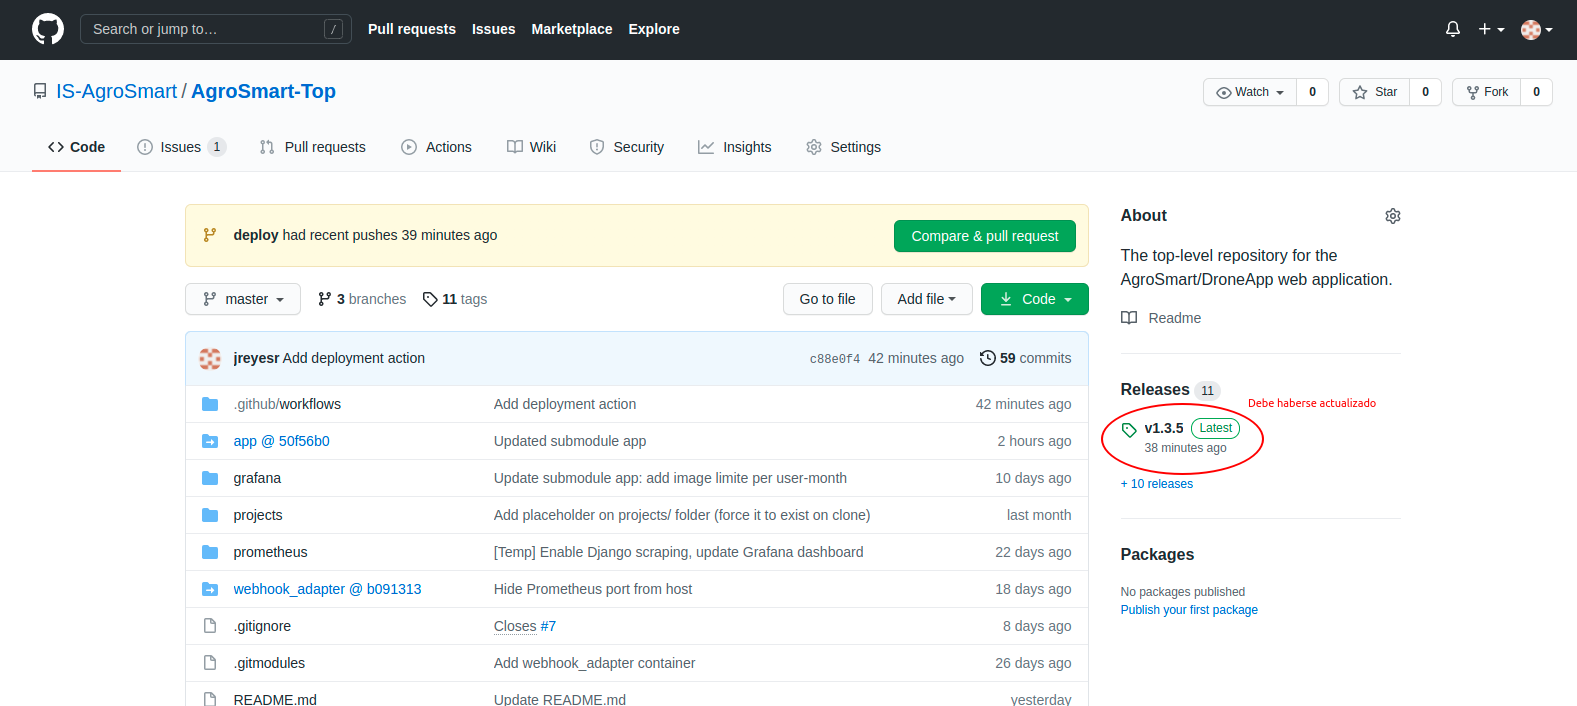 Search or jump to… /
Pull requests Issues Marketplace Explore
IS-AgroSmart / AgroSmart-Top
Watch 0 Star 0 Fork 0
Code Issues 1 Pull requests Actions Wiki Security Insights Settings
deploy had recent pushes 39 minutes ago Compare & pull request
master 3 branches 11 tags Go to file Add file Code
jreyesr Add deployment action c88e0f4 42 minutes ago 59 commits
.github/workflows Add deployment action 42 minutes ago
app @ 50f56b0 Updated submodule app 2 hours ago
grafana Update submodule app: add image limite per user-month 10 days ago
projects Add placeholder on projects/ folder (force it to exist on clone) last month
prometheus [Temp] Enable Django scraping, update Grafana dashboard 22 days ago
webhook_adapter @ b091313 Hide Prometheus port from host 18 days ago
.gitignore Closes #7 8 days ago
.gitmodules Add webhook_adapter container 26 days ago
README.md Update README.md yesterday
About
The top-level repository for the
AgroSmart/DroneApp web application.
Readme
Releases 11
Debe haberse actualizado
v1.3.5 Latest
38 minutes ago
+ 10 releases
Packages
No packages published
Publish your first package